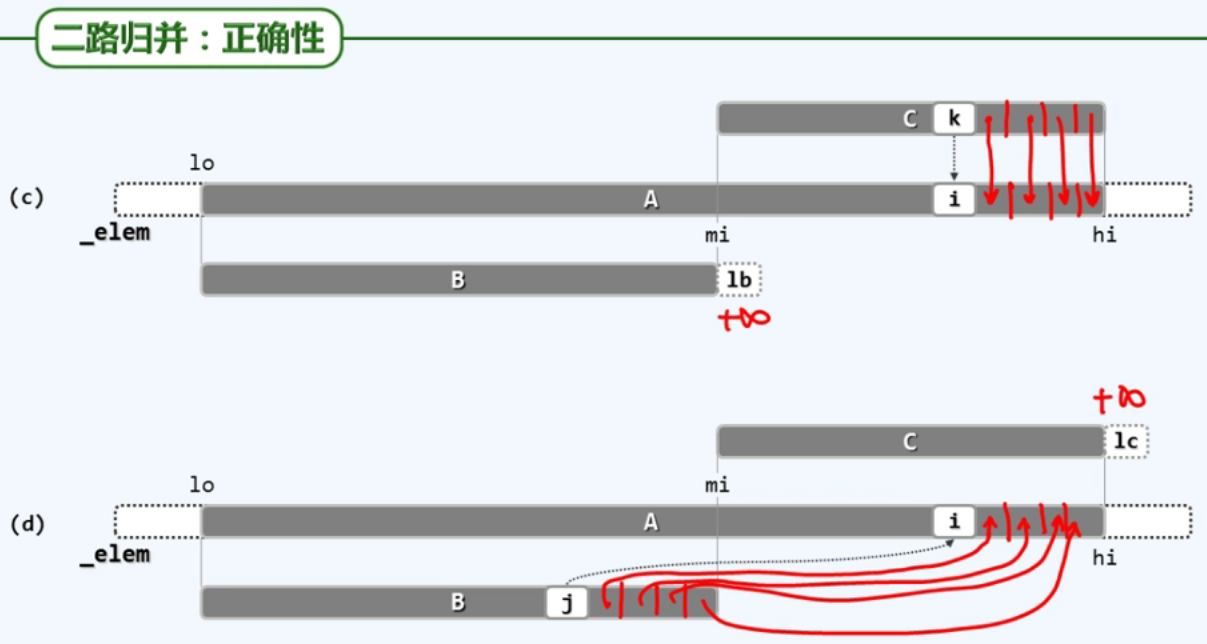 二路归并：正确性
C k
lo
(c) A i
_elem mi hi
B lb
+∞
+∞
C lc
lo mi
(d) A i
_elem hi
B j